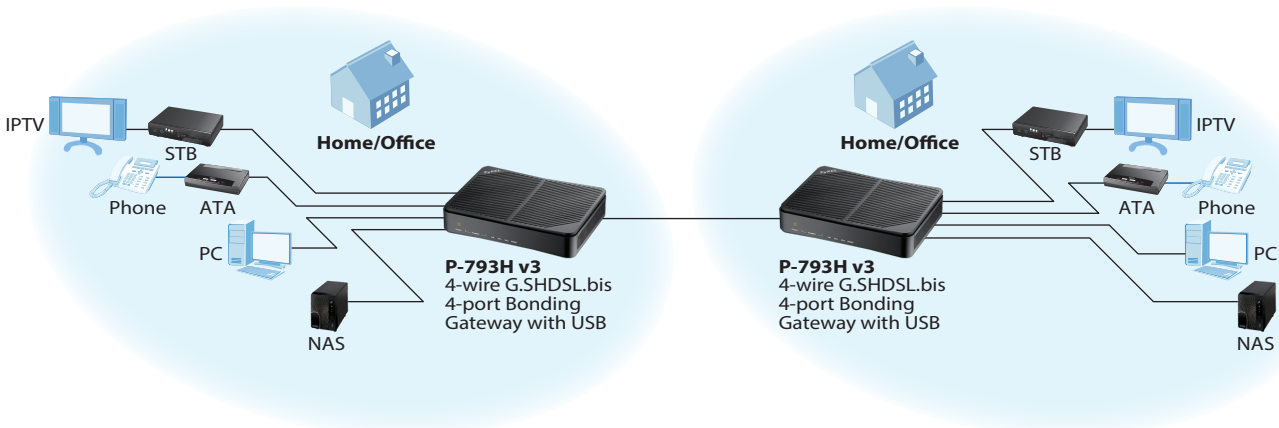 IPTV
STB
Phone
ATA
PC
NAS
Home/Office
P-793H v3
4-wire G.SHDSL.bis
4-port Bonding
Gateway with USB
Home/Office
P-793H v3
4-wire G.SHDSL.bis
4-port Bonding
Gateway with USB
STB
IPTV
ATA
Phone
PC
NAS